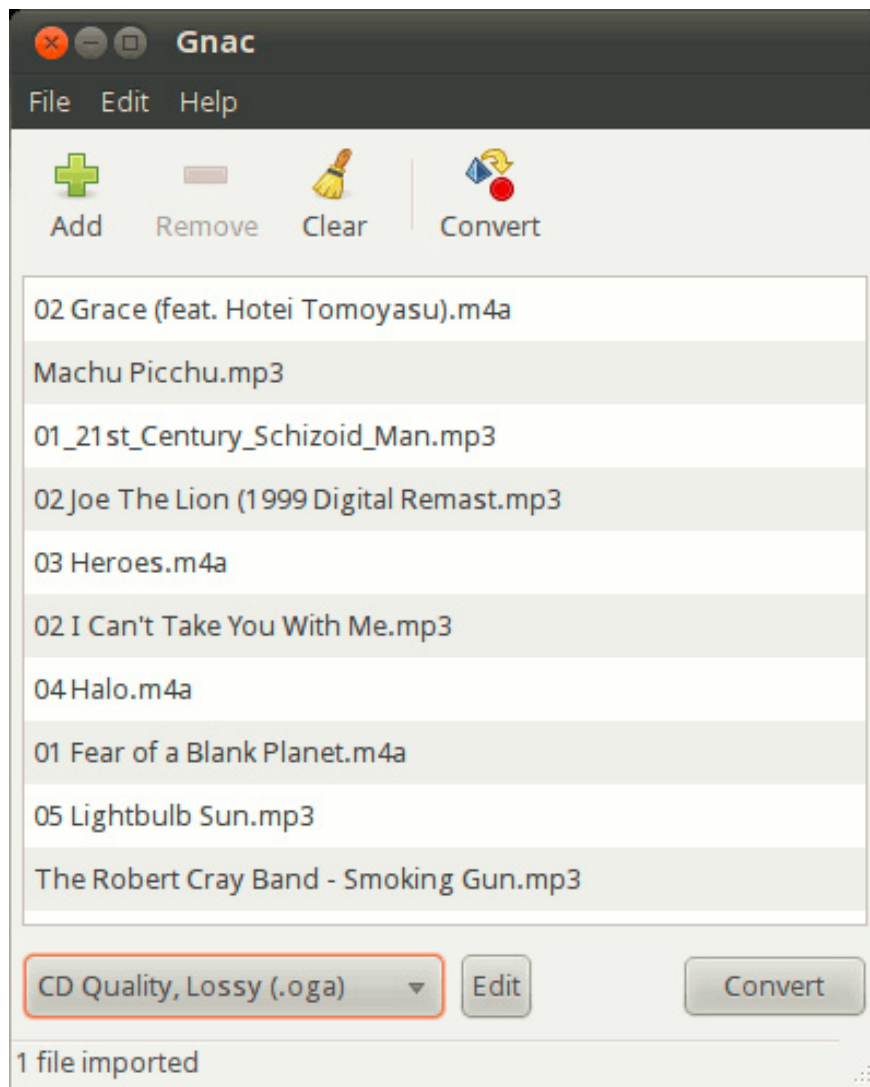 Gnac
File Edit Help
Add Remove Clear Convert
02 Grace (feat. Hotei Tomoyasu).m4a
Machu Picchu.mp3
01_21st_Century_Schizoid_Man.mp3
02 Joe The Lion (1999 Digital Remast.mp3
03 Heroes.m4a
02 I Can't Take You With Me.mp3
04 Halo.m4a
01 Fear of a Blank Planet.m4a
05 Lightbulb Sun.mp3
The Robert Cray Band - Smoking Gun.mp3
CD Quality, Lossy (.oga) Edit Convert
1 file imported